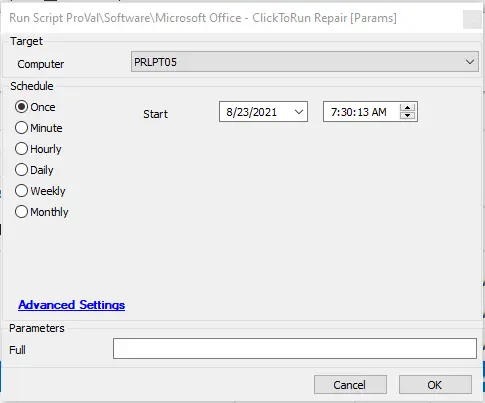 Run Script ProVal\Software\Microsoft Office - ClickToRun Repair [Params]
Target
Computer PRLPT05
Schedule
Once Start 8/23/2021 7:30:13 AM
Minute
Hourly
Daily
Weekly
Monthly
Advanced Settings
Parameters
Full
Cancel OK